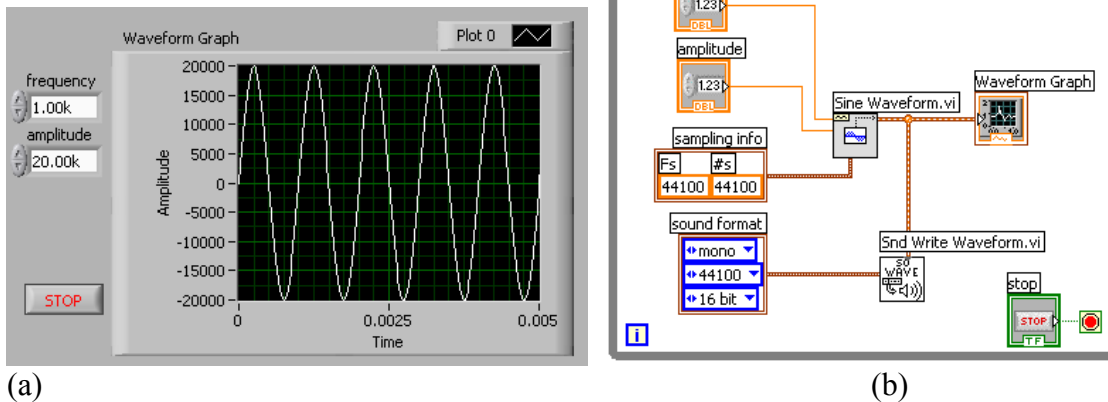 Waveform Graph
Plot 0
frequency
1.00k
amplitude
20.00k
STOP
Amplitude
20000
15000
10000
5000
0
-5000
-10000
-15000
-20000
0
0.0025
0.005
Time
(a)
1.23
DBL
amplitude
1.23
DBL
Sine Waveform.vi
Waveform Graph
sampling info
Fs #s
44100 44100
sound format
mono
44100
16 bit
Snd Write Waveform.vi
SO
WAVE
stop
STOP
TF
i
(b)